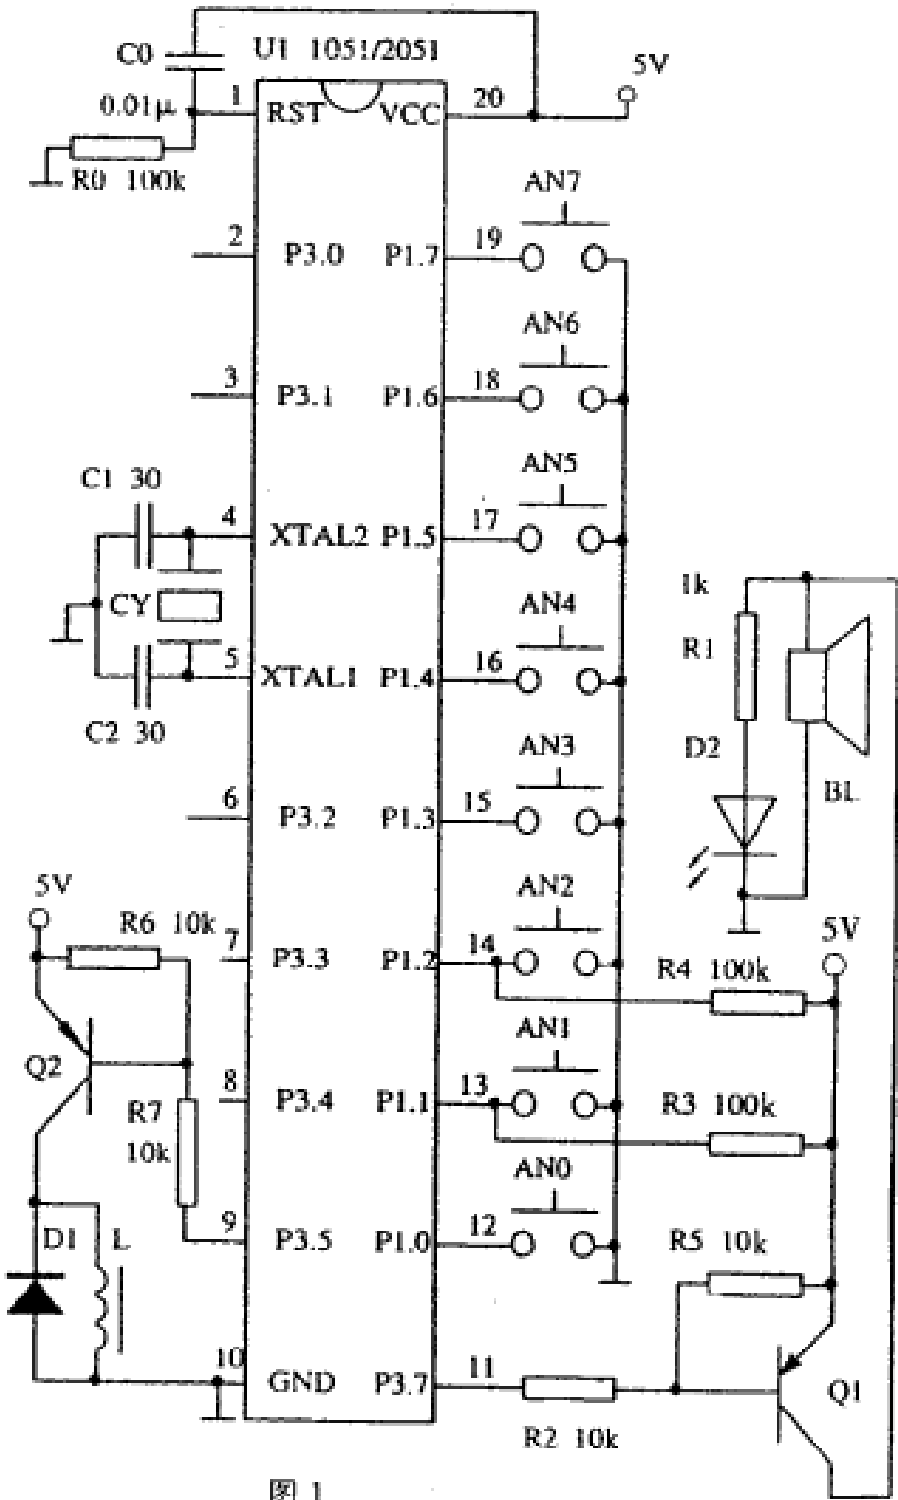 C0
U1 1051/2051
5V
0.01μ
1
RST
VCC
20
R0 100k
AN7
2
P3.0
P1.7
19
AN6
3
P3.1
P1.6
18
C1 30
AN5
4
XTAL2
P1.5
17
CY
AN4
1k
R1
5
XTAL1
P1.4
16
C2 30
AN3
D2
BL
6
P3.2
P1.3
15
5V
AN2
R6 10k
7
P3.3
P1.2
14
5V
R4 100k
AN1
Q2
8
P3.4
P1.1
13
R3 100k
R7
10k
AN0
9
P3.5
P1.0
12
D1
L
R5 10k
10
GND
P3.7
11
Q1
R2 10k
图 1